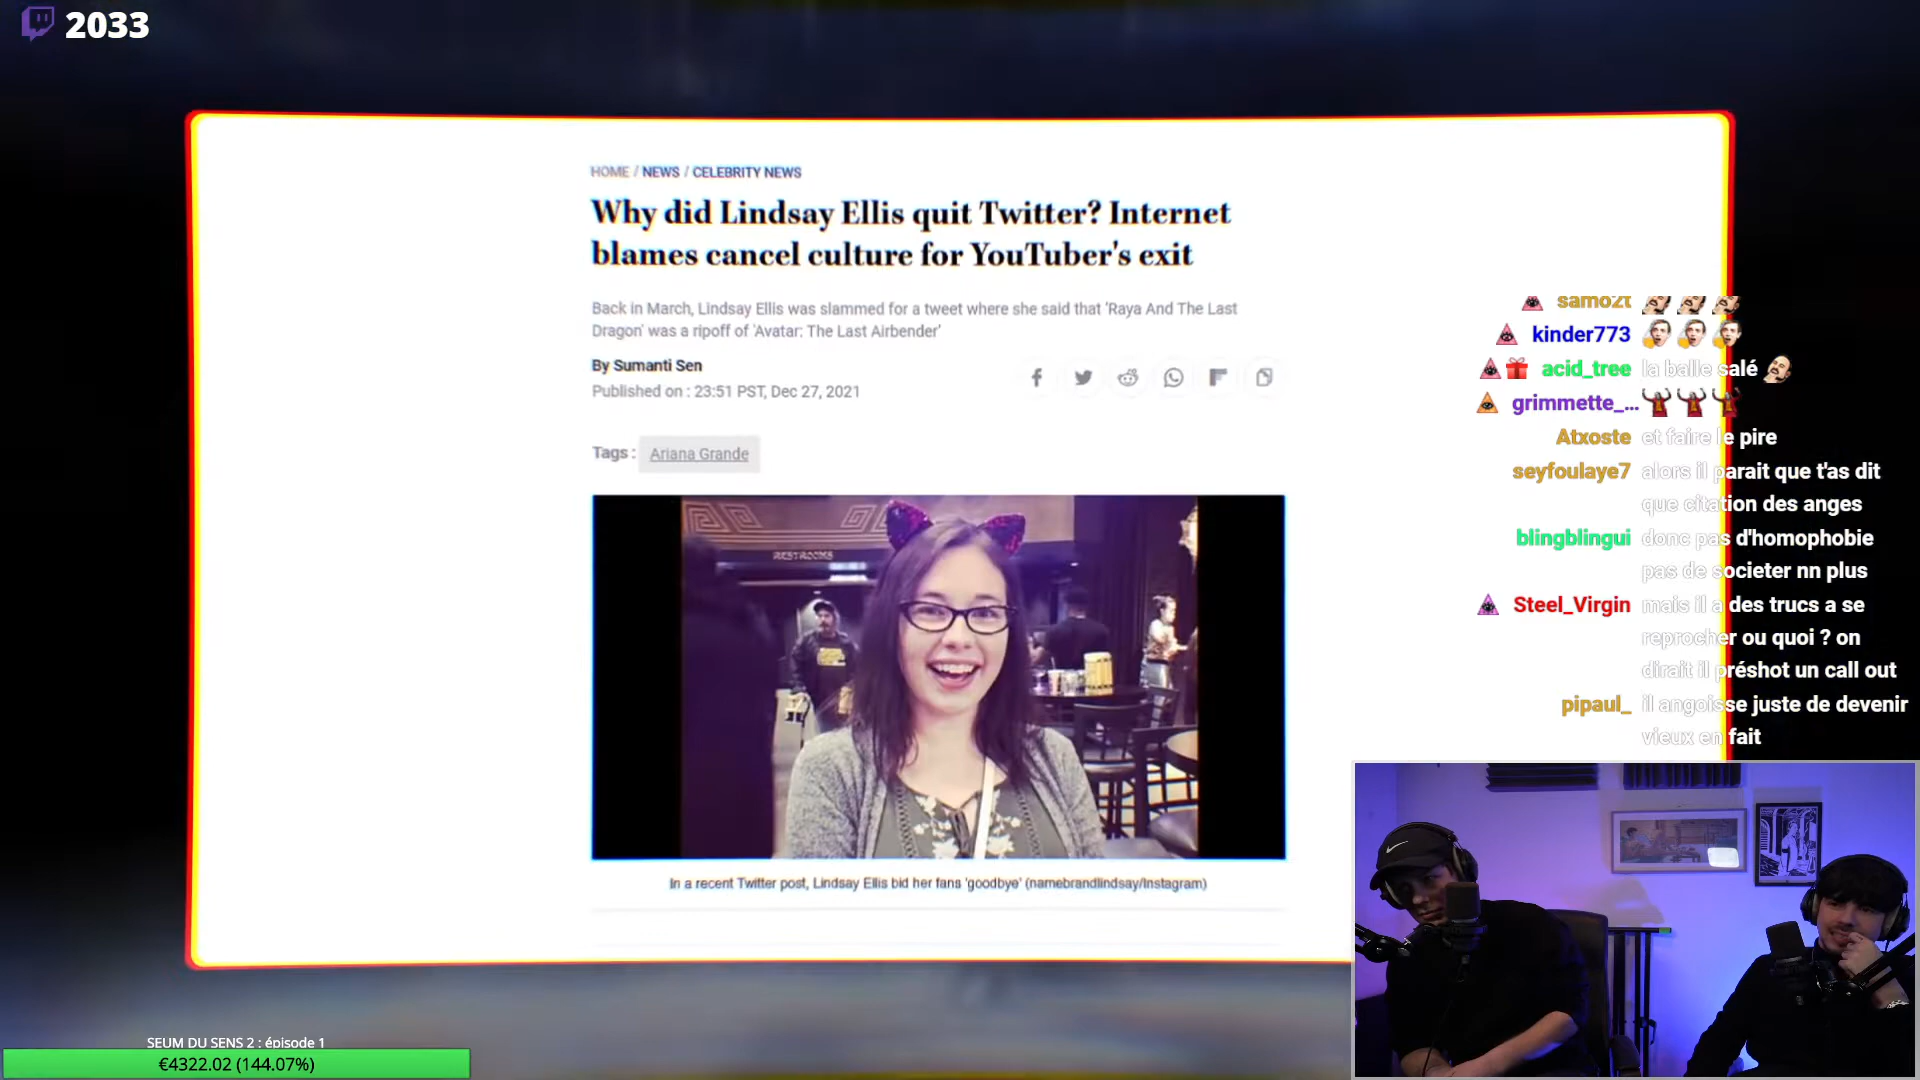 2033
HOME / NEWS / CELEBRITY NEWS
Why did Lindsay Ellis quit Twitter? Internet
blames cancel culture for YouTuber's exit
Back in March, Lindsay Ellis was slammed for a tweet where she said that 'Raya And The Last
Dragon' was a ripoff of 'Avatar: The Last Airbender'
By Sumanti Sen
Published on : 23:51 PST, Dec 27, 2021
Tags : Ariana Grande
RESTROOMS
In a recent Twitter post, Lindsay Ellis bid her fans 'goodbye' (namebrandlindsay/Instagram)
samo2t
kinder773
acid_tree la balle salé
grimmette_...
Atxoste et faire le pire
seyfoulaye7 alors il parait que t'as dit
que citation des anges
blingblingui donc pas d'homophobie
pas de societer nn plus
Steel_Virgin mais il a des trucs a se
reprocher ou quoi ? on
dirait il préshot un call out
pipaul_ il angoisse juste de devenir
vieux en fait
SEUM DU SENS 2 : épisode 1
€4322.02 (144.07%)